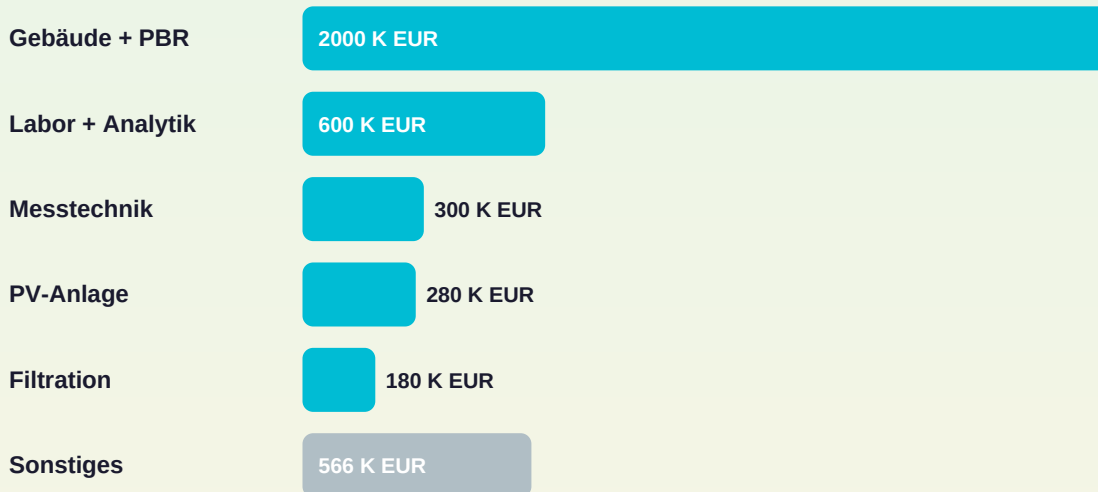 Gebäude + PBR 2000 K EUR
Labor + Analytik 600 K EUR
Messtechnik 300 K EUR
PV-Anlage 280 K EUR
Filtration 180 K EUR
Sonstiges 566 K EUR